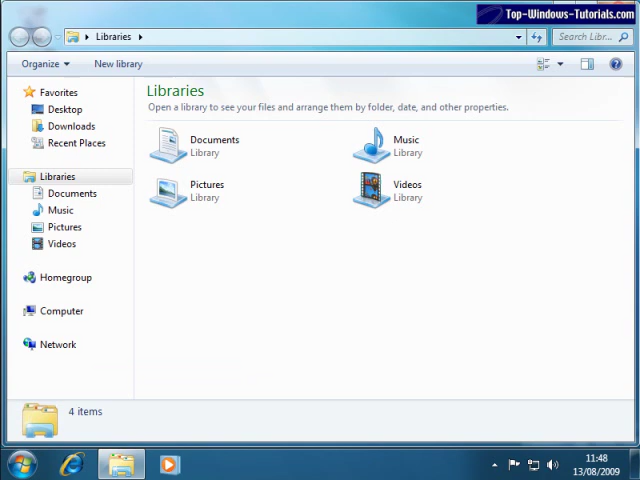 Top-Windows-Tutorials.com
Libraries
Search Libr...
Organize
New library
Favorites
Desktop
Downloads
Recent Places
Libraries
Documents
Music
Pictures
Videos
Homegroup
Computer
Network
Libraries
Open a library to see your files and arrange them by folder, date, and other properties.
Documents
Library
Music
Library
Pictures
Library
Videos
Library
4 items
11:48
13/08/2009